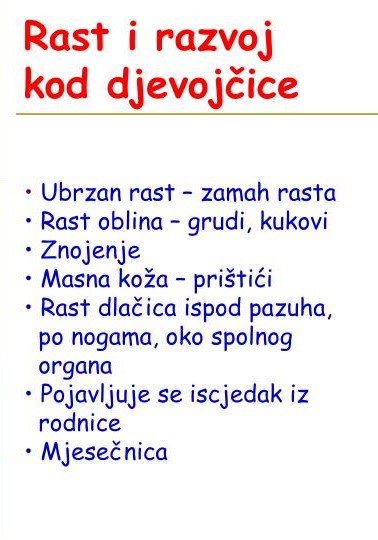 Rast i razvoj
kod djevojčice
• Ubrzan rast – zamah rasta
• Rast oblina – grudi, kukovi
• Znojenje
• Masna koža – prištići
• Rast dlačica ispod pazuha,
po nogama, oko spolnog
organa
• Pojavljuje se iscjedak iz
rodnice
• Mjesečnica